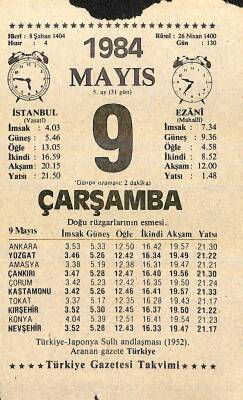 Hicrî : 8 Şaban 1404
Hızır : 4
Rûmî : 26 Nisan 1400
Gün : 130
1984
MAYIS
5. ay (31 gün)
İSTANBUL
(Vasatî)
İmsak : 4.03
Güneş : 5.46
Öğle : 13.05
İkindi : 16.59
Akşam : 20.15
Yatsı : 21.50
9
EZÂNİ
(Mahallî)
İmsak : 7.34
Güneş : 9.36
Öğle : 4.58
İkindi : 8.52
Akşam : 12.00
Yatsı : 1.48
(Günün uzaması: 2 dakika)
ÇARŞAMBA
Doğu rüzgarlarının esmesi.
9 Mayıs İmsak Güneş Öğle İkindi Akşam Yatsı
ANKARA 3.53 5.33 12.50 16.42 19.57 21.30
YOZGAT 3.46 5.26 12.42 16.34 19.49 21.22
AMASYA 3.38 5.19 12.38 16.31 19.47 21.21
ÇANKIRI 3.47 5.28 12.47 16.40 19.56 21.30
ÇORUM 3.42 5.23 12.42 16.35 19.50 21.24
KASTAMONU 3.42 5.26 12.46 16.41 19.57 21.33
TOKAT 3.37 5.17 12.35 16.28 19.43 21.17
KIRŞEHİR 3.52 5.30 12.45 16.37 19.51 21.22
KONYA 4.04 5.39 12.51 16.41 19.54 21.23
NEVŞEHİR 3.52 5.28 12.43 16.33 19.47 21.17
Türkiye-Japonya Sulh andlaşması (1952).
Aranan gazete Türkiye
Türkiye Gazetesi Takvimi